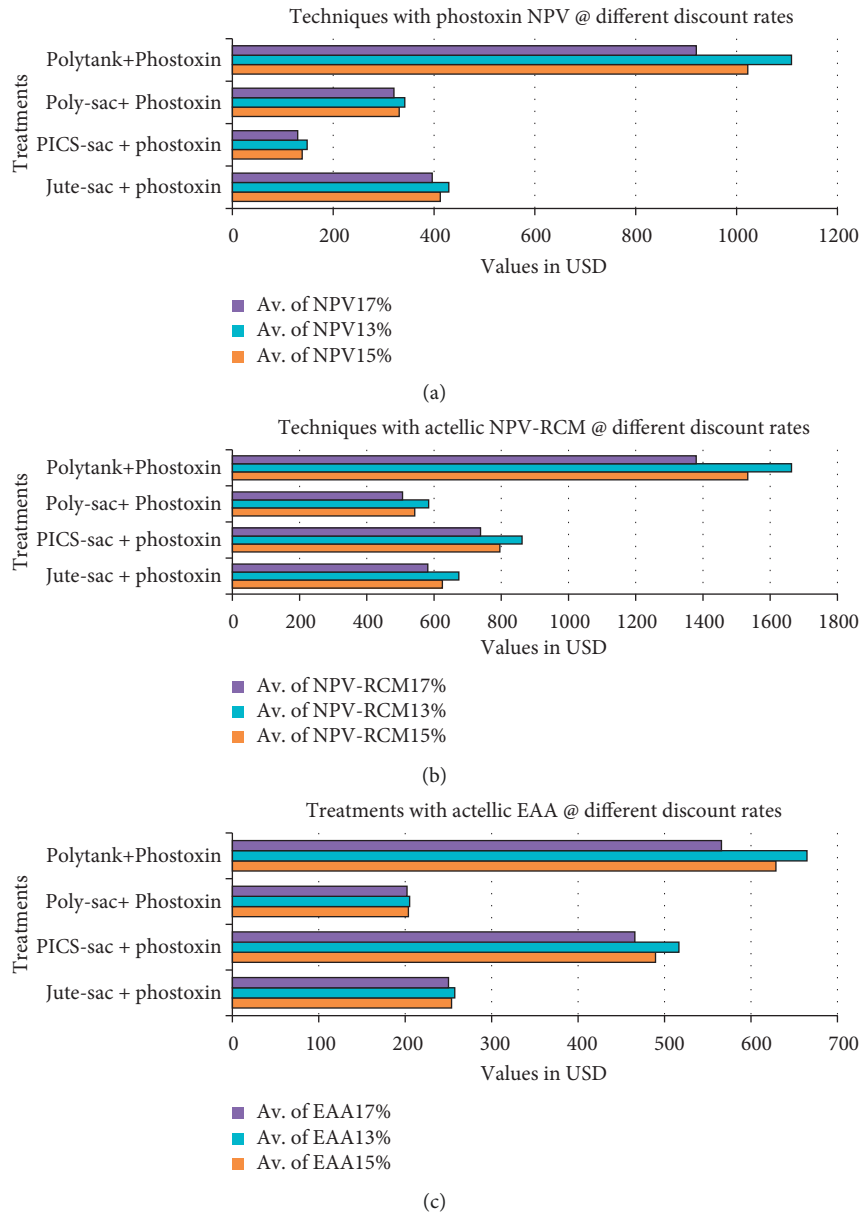 Techniques with phostoxin NPV @ different discount rates
Treatments
Polytank+Phostoxin
Poly-sac+ Phostoxin
PICS-sac + phostoxin
Jute-sac + phostoxin
0 200 400 600 800 1000 1200
Values in USD
Av. of NPV17%
Av. of NPV13%
Av. of NPV15%
(a)
Techniques with actellic NPV-RCM @ different discount rates
Treatments
Polytank+Phostoxin
Poly-sac+ Phostoxin
PICS-sac + phostoxin
Jute-sac + phostoxin
0 200 400 600 800 1000 1200 1400 1600 1800
Values in USD
Av. of NPV-RCM17%
Av. of NPV-RCM13%
Av. of NPV-RCM15%
(b)
Treatments with actellic EAA @ different discount rates
Treatments
Polytank+Phostoxin
Poly-sac+ Phostoxin
PICS-sac + phostoxin
Jute-sac + phostoxin
0 100 200 300 400 500 600 700
Values in USD
Av. of EAA17%
Av. of EAA13%
Av. of EAA15%
(c)